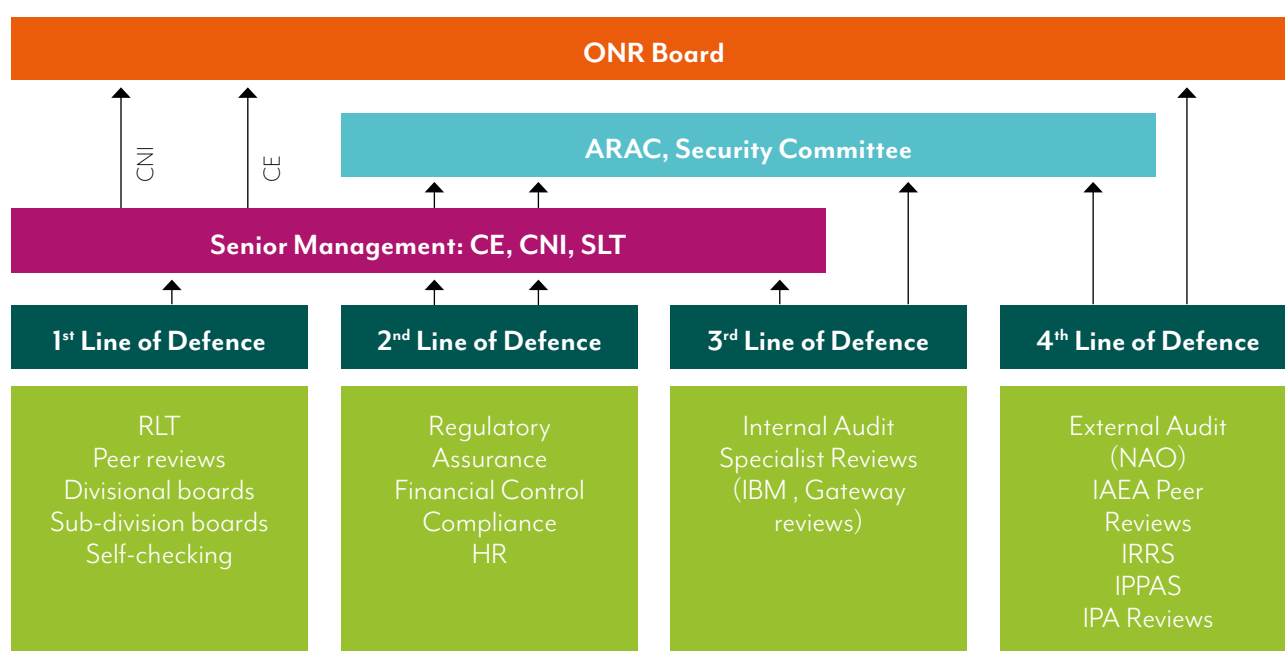 ONR Board
CNI
CE
ARAC, Security Committee
Senior Management: CE, CNI, SLT
1st Line of Defence
2nd Line of Defence
3rd Line of Defence
4th Line of Defence
RLT
Peer reviews
Divisional boards
Sub-division boards
Self-checking
Regulatory
Assurance
Financial Control
Compliance
HR
Internal Audit
Specialist Reviews
(IBM , Gateway
reviews)
External Audit
(NAO)
IAEA Peer
Reviews
IRRS
IPPAS
IPA Reviews